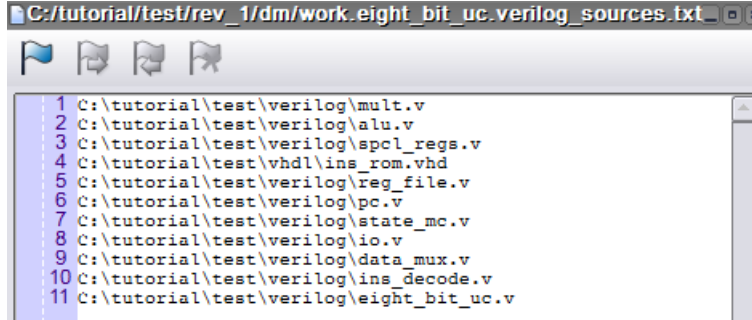 C:/tutorial/test/rev_1/dm/work.eight_bit_uc.verilog_sources.txt
1 C:\tutorial\test\verilog\mult.v
2 C:\tutorial\test\verilog\alu.v
3 C:\tutorial\test\verilog\spcl_regs.v
4 C:\tutorial\test\vhdl\ins_rom.vhd
5 C:\tutorial\test\verilog\reg_file.v
6 C:\tutorial\test\verilog\pc.v
7 C:\tutorial\test\verilog\state_mc.v
8 C:\tutorial\test\verilog\io.v
9 C:\tutorial\test\verilog\data_mux.v
10 C:\tutorial\test\verilog\ins_decode.v
11 C:\tutorial\test\verilog\eight_bit_uc.v